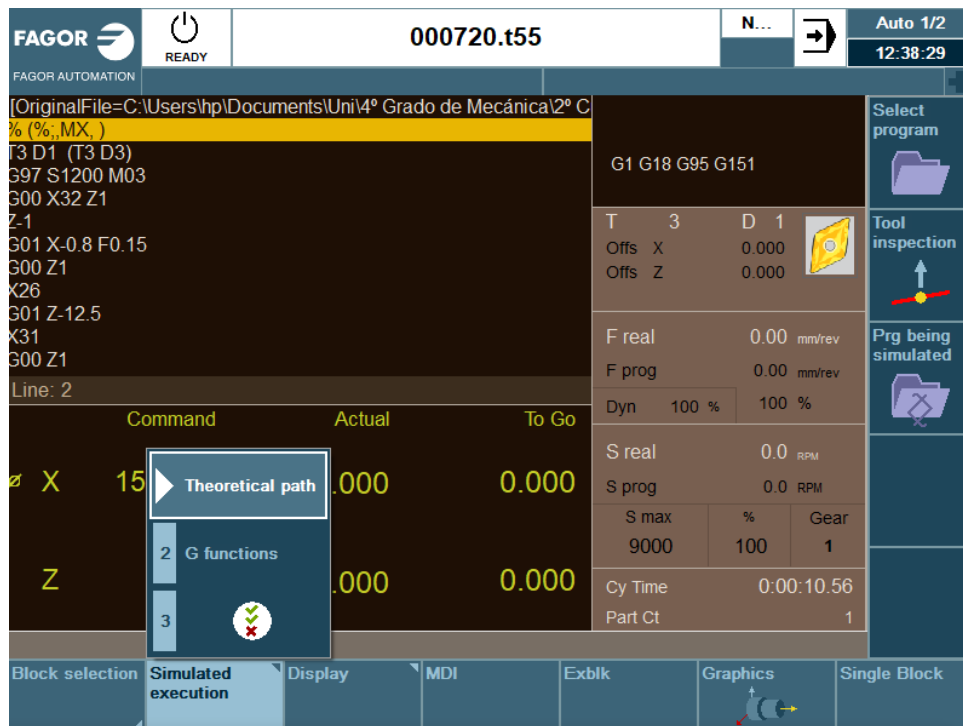 FAGOR
FAGOR AUTOMATION
READY
000720.t55
N...
Auto 1/2
12:38:29
[OriginalFile=C:\Users\hp\Documents\Uni\4º Grado de Mecánica\2º C
% (%;,MX, )
T3 D1 (T3 D3)
G97 S1200 M03
G00 X32 Z1
Z-1
G01 X-0.8 F0.15
G00 Z1
X26
G01 Z-12.5
X31
G00 Z1
Line: 2
Command Actual To Go
ø X 15 .000 0.000
Z .000 0.000
Theoretical path
2 G functions
3
G1 G18 G95 G151
T 3 D 1
Offs X 0.000
Offs Z 0.000
F real 0.00 mm/rev
F prog 0.00 mm/rev
Dyn 100 % 100 %
S real 0.0 RPM
S prog 0.0 RPM
S max % Gear
9000 100 1
Cy Time 0:00:10.56
Part Ct 1
Select
program
Tool
inspection
Prg being
simulated
Block selection
Simulated
execution
Display
MDI
Exblk
Graphics
Single Block